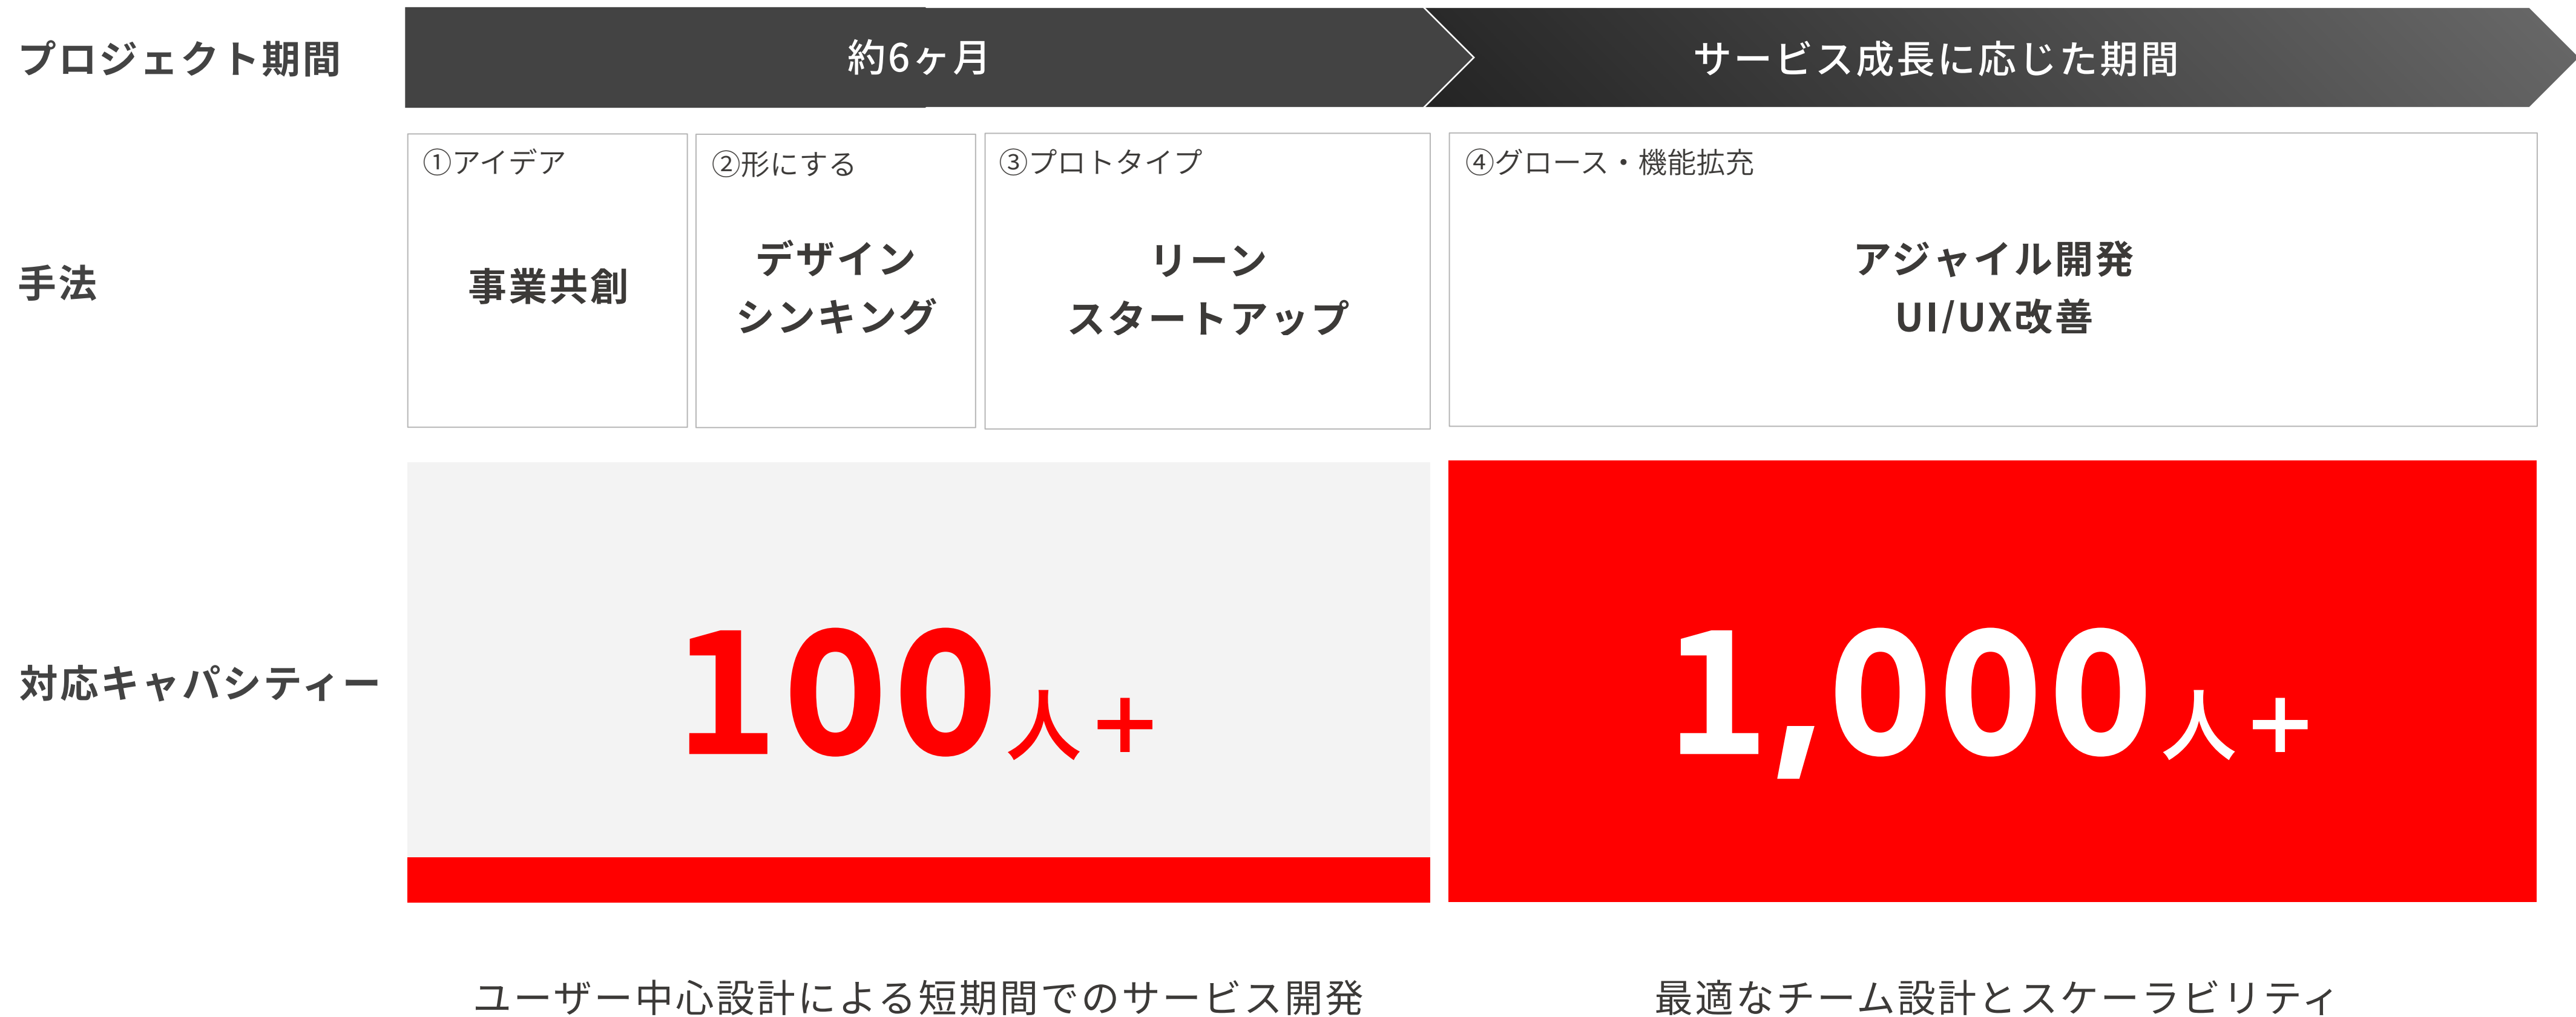 プロジェクト期間
約6ヶ月
サービス成長に応じた期間
手法
①アイデア
事業共創
②形にする
デザイン
シンキング
③プロトタイプ
リーン
スタートアップ
④グロース・機能拡充
アジャイル開発
UI/UX改善
対応キャパシティー
100人+
1,000人+
ユーザー中心設計による短期間でのサービス開発
最適なチーム設計とスケーラビリティ